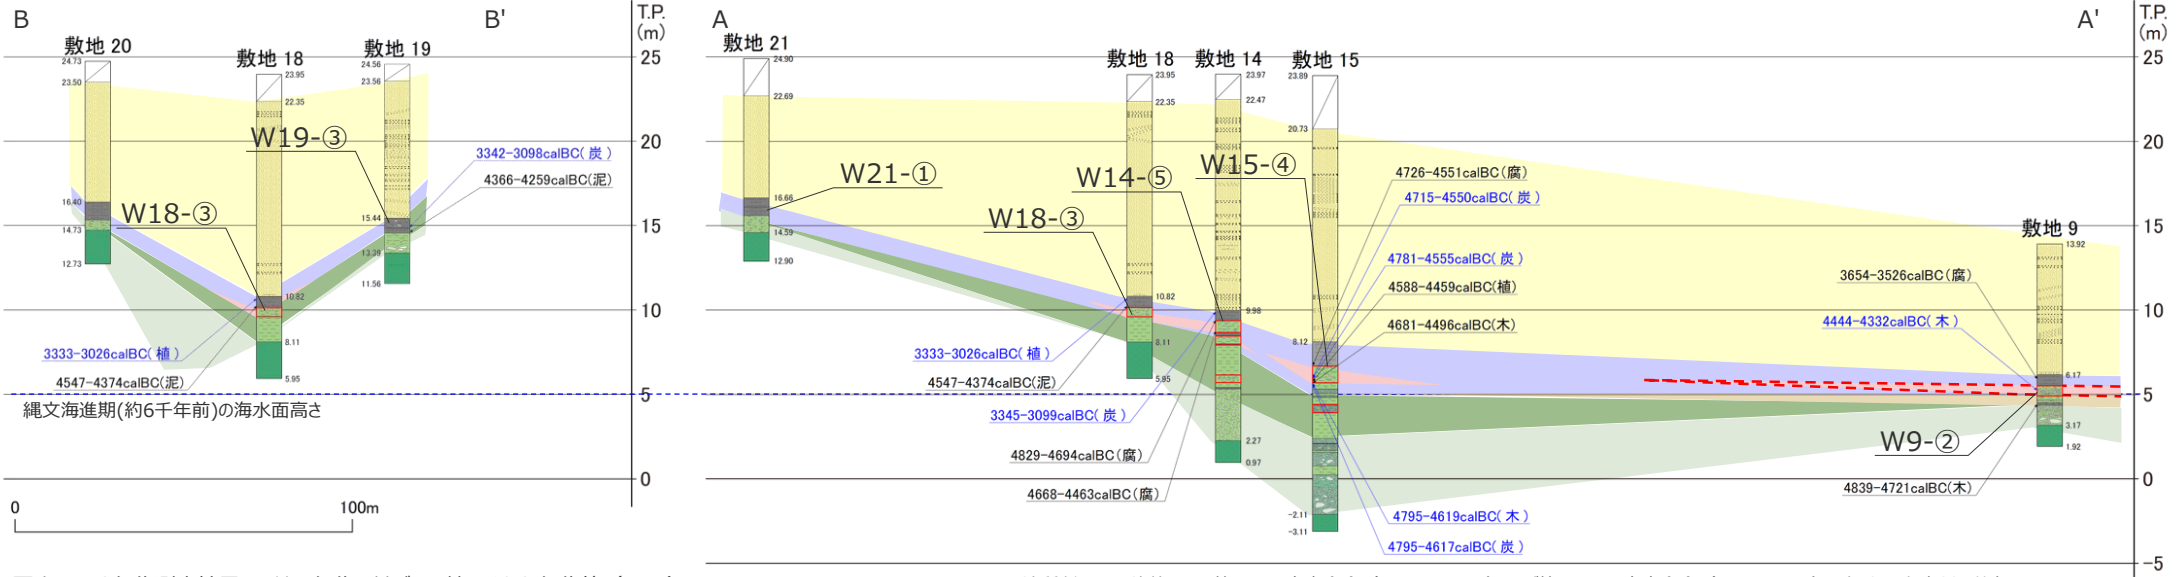 B
B'
T.P.
(m)
敷地 20
24.73
23.50
16.40
14.73
12.73
敷地 18
23.95
22.35
10.82
8.11
5.95
敷地 19
24.56
23.56
15.44
13.39
11.56
W19-③
W18-③
3342-3098calBC(炭)
4366-4259calBC(泥)
3333-3026calBC(植)
4547-4374calBC(泥)
縄文海進期(約6千年前)の海水面高さ
25
20
15
10
5
0
0
100m
A
A'
T.P.
(m)
敷地 21
24.90
22.69
16.66
14.59
12.90
敷地 18
23.95
22.35
10.82
8.11
5.95
敷地 14
23.97
22.47
9.98
2.27
0.97
敷地 15
23.89
20.73
8.12
-2.11
-3.11
敷地 9
13.92
6.17
3.17
1.92
W21-①
W18-③
W14-⑤
W15-④
W9-②
3333-3026calBC(植)
4547-4374calBC(泥)
3345-3099calBC(炭)
4829-4694calBC(腐)
4668-4463calBC(腐)
4726-4551calBC(腐)
4715-4550calBC(炭)
4781-4555calBC(炭)
4588-4459calBC(植)
4681-4496calBC(木)
4795-4619calBC(木)
4795-4617calBC(炭)
3654-3526calBC(腐)
4444-4332calBC(木)
4839-4721calBC(木)
25
20
15
10
5
0
-5